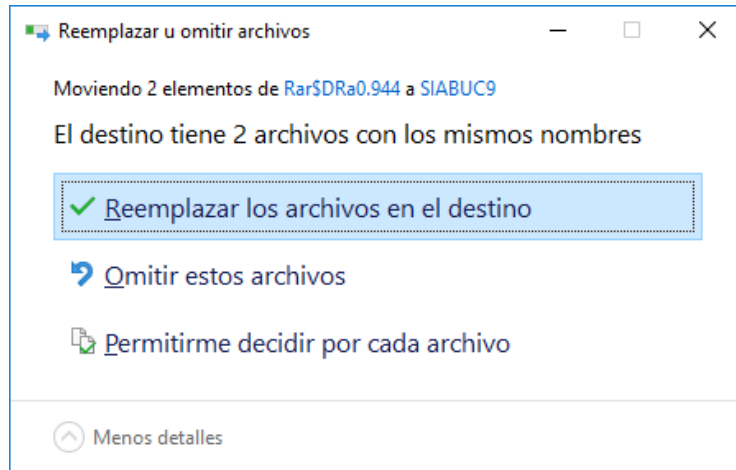 Reemplazar u omitir archivos
Moviendo 2 elementos de Rar$DRa0.944 a SIABUC9
El destino tiene 2 archivos con los mismos nombres
Reemplazar los archivos en el destino
Omitir estos archivos
Permitirme decidir por cada archivo
Menos detalles